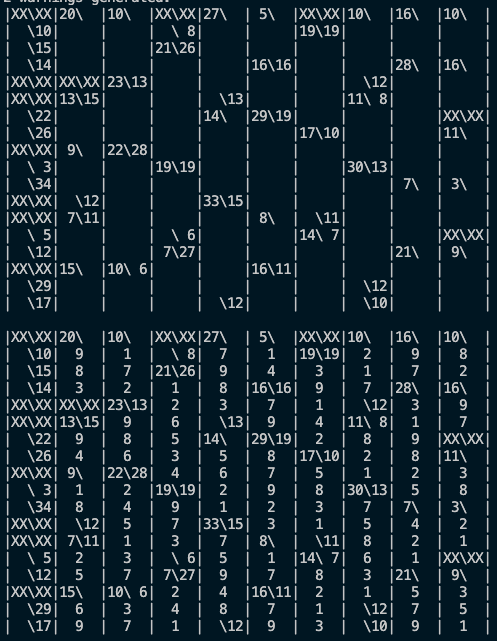 2 warnings generated.
|XX\XX|20\  |10\  |XX\XX|27\  | 5\  |XX\XX|10\  |16\  |10\  |
|  \10|     |     |  \ 8|     |     |19\19|     |     |     |
|  \15|     |     |21\26|     |     |     |     |     |     |
|  \14|     |     |     |     |16\16|     |     |28\  |16\  |
|XX\XX|XX\XX|23\13|     |     |     |     |  \12|     |     |
|XX\XX|13\15|     |     |  \13|     |     |11\ 8|     |     |
|  \22|     |     |     |14\  |29\19|     |     |     |XX\XX|
|  \26|     |     |     |     |     |17\10|     |     |11\  |
|XX\XX| 9\  |22\28|     |     |     |     |     |     |     |
|  \ 3|     |     |19\19|     |     |     |30\13|     |     |
|  \34|     |     |     |     |     |     |     | 7\  | 3\  |
|XX\XX|  \12|     |     |33\15|     |     |     |     |     |
|XX\XX| 7\11|     |     |     | 8\  |  \11|     |     |     |
|  \ 5|     |     |  \ 6|     |     |14\ 7|     |     |XX\XX|
|  \12|     |     | 7\27|     |     |     |     |21\  | 9\  |
|XX\XX|15\  |10\ 6|     |     |16\11|     |     |     |     |
|  \29|     |     |     |     |     |     |  \12|     |     |
|  \17|     |     |     |  \12|     |     |  \10|     |     |
|XX\XX|20\  |10\  |XX\XX|27\  | 5\  |XX\XX|10\  |16\  |10\  |
|  \10|  9  |  1  |  \ 8|  7  |  1  |19\19|  2  |  9  |  8  |
|  \15|  8  |  7  |21\26|  9  |  4  |  3  |  1  |  7  |  2  |
|  \14|  3  |  2  |  1  |  8  |16\16|  9  |  7  |28\  |16\  |
|XX\XX|XX\XX|23\13|  2  |  3  |  7  |  1  |  \12|  3  |  9  |
|XX\XX|13\15|  9  |  6  |  \13|  9  |  4  |11\ 8|  1  |  7  |
|  \22|  9  |  8  |  5  |14\  |29\19|  2  |  8  |  9  |XX\XX|
|  \26|  4  |  6  |  3  |  5  |  8  |17\10|  2  |  8  |11\  |
|XX\XX| 9\  |22\28|  4  |  6  |  7  |  5  |  1  |  2  |  3  |
|  \ 3|  1  |  2  |19\19|  2  |  9  |  8  |30\13|  5  |  8  |
|  \34|  8  |  4  |  9  |  1  |  2  |  3  |  7  | 7\  | 3\  |
|XX\XX|  \12|  5  |  7  |33\15|  3  |  1  |  5  |  4  |  2  |
|XX\XX| 7\11|  1  |  3  |  7  | 8\  |  \11|  8  |  2  |  1  |
|  \ 5|  2  |  3  |  \ 6|  5  |  1  |14\ 7|  6  |  1  |XX\XX|
|  \12|  5  |  7  | 7\27|  9  |  7  |  8  |  3  |21\  | 9\  |
|XX\XX|15\  |10\ 6|  2  |  4  |16\11|  2  |  1  |  5  |  3  |
|  \29|  6  |  3  |  4  |  8  |  7  |  1  |  \12|  7  |  5  |
|  \17|  9  |  7  |  1  |  \12|  9  |  3  |  \10|  9  |  1  |